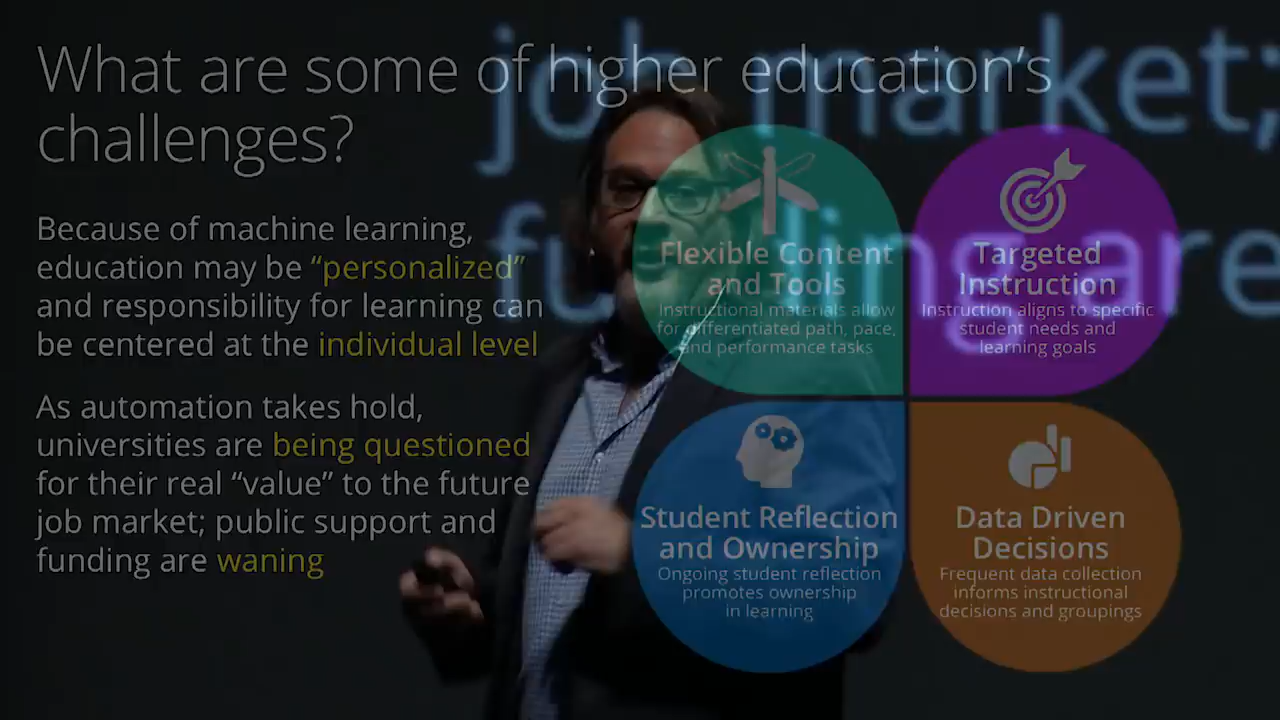 What are some of higher education's
challenges?
Because of machine learning,
education may be “personalized”
and responsibility for learning can
be centered at the individual level
As automation takes hold,
universities are being questioned
for their real “value” to the future
job market; public support and
funding are waning
Flexible Content
and Tools
Instructional materials allow
for differentiated path, pace,
and performance tasks
Targeted
Instruction
Instruction aligns to specific
student needs and
learning goals
Student Reflection
and Ownership
Ongoing student reflection
promotes ownership
in learning
Data Driven
Decisions
Frequent data collection
informs instructional
decisions and groupings
job market;
funding are